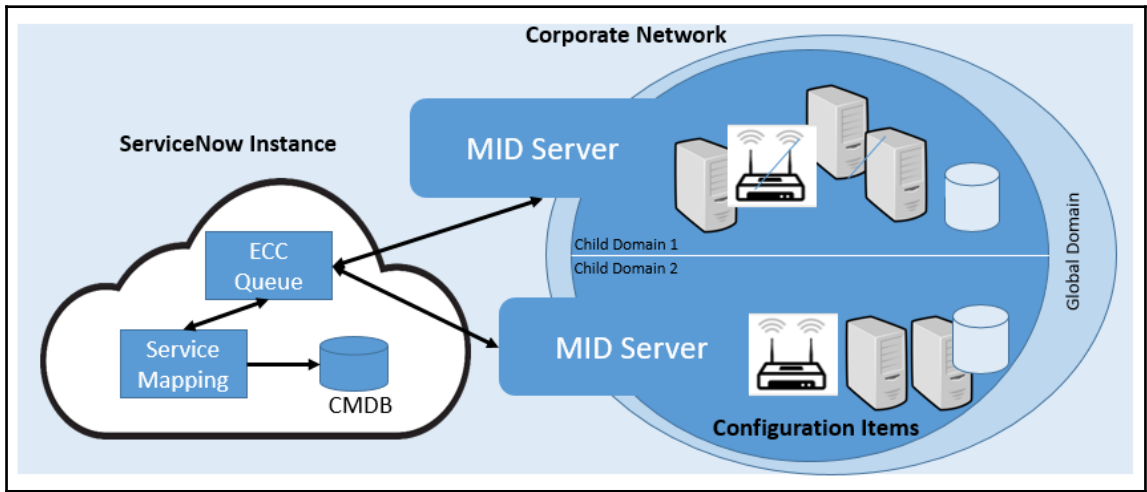 Corporate Network
ServiceNow Instance
MID Server
ECC
Queue
Child Domain 1
Child Domain 2
Global Domain
MID Server
Service
Mapping
CMDB
Configuration Items